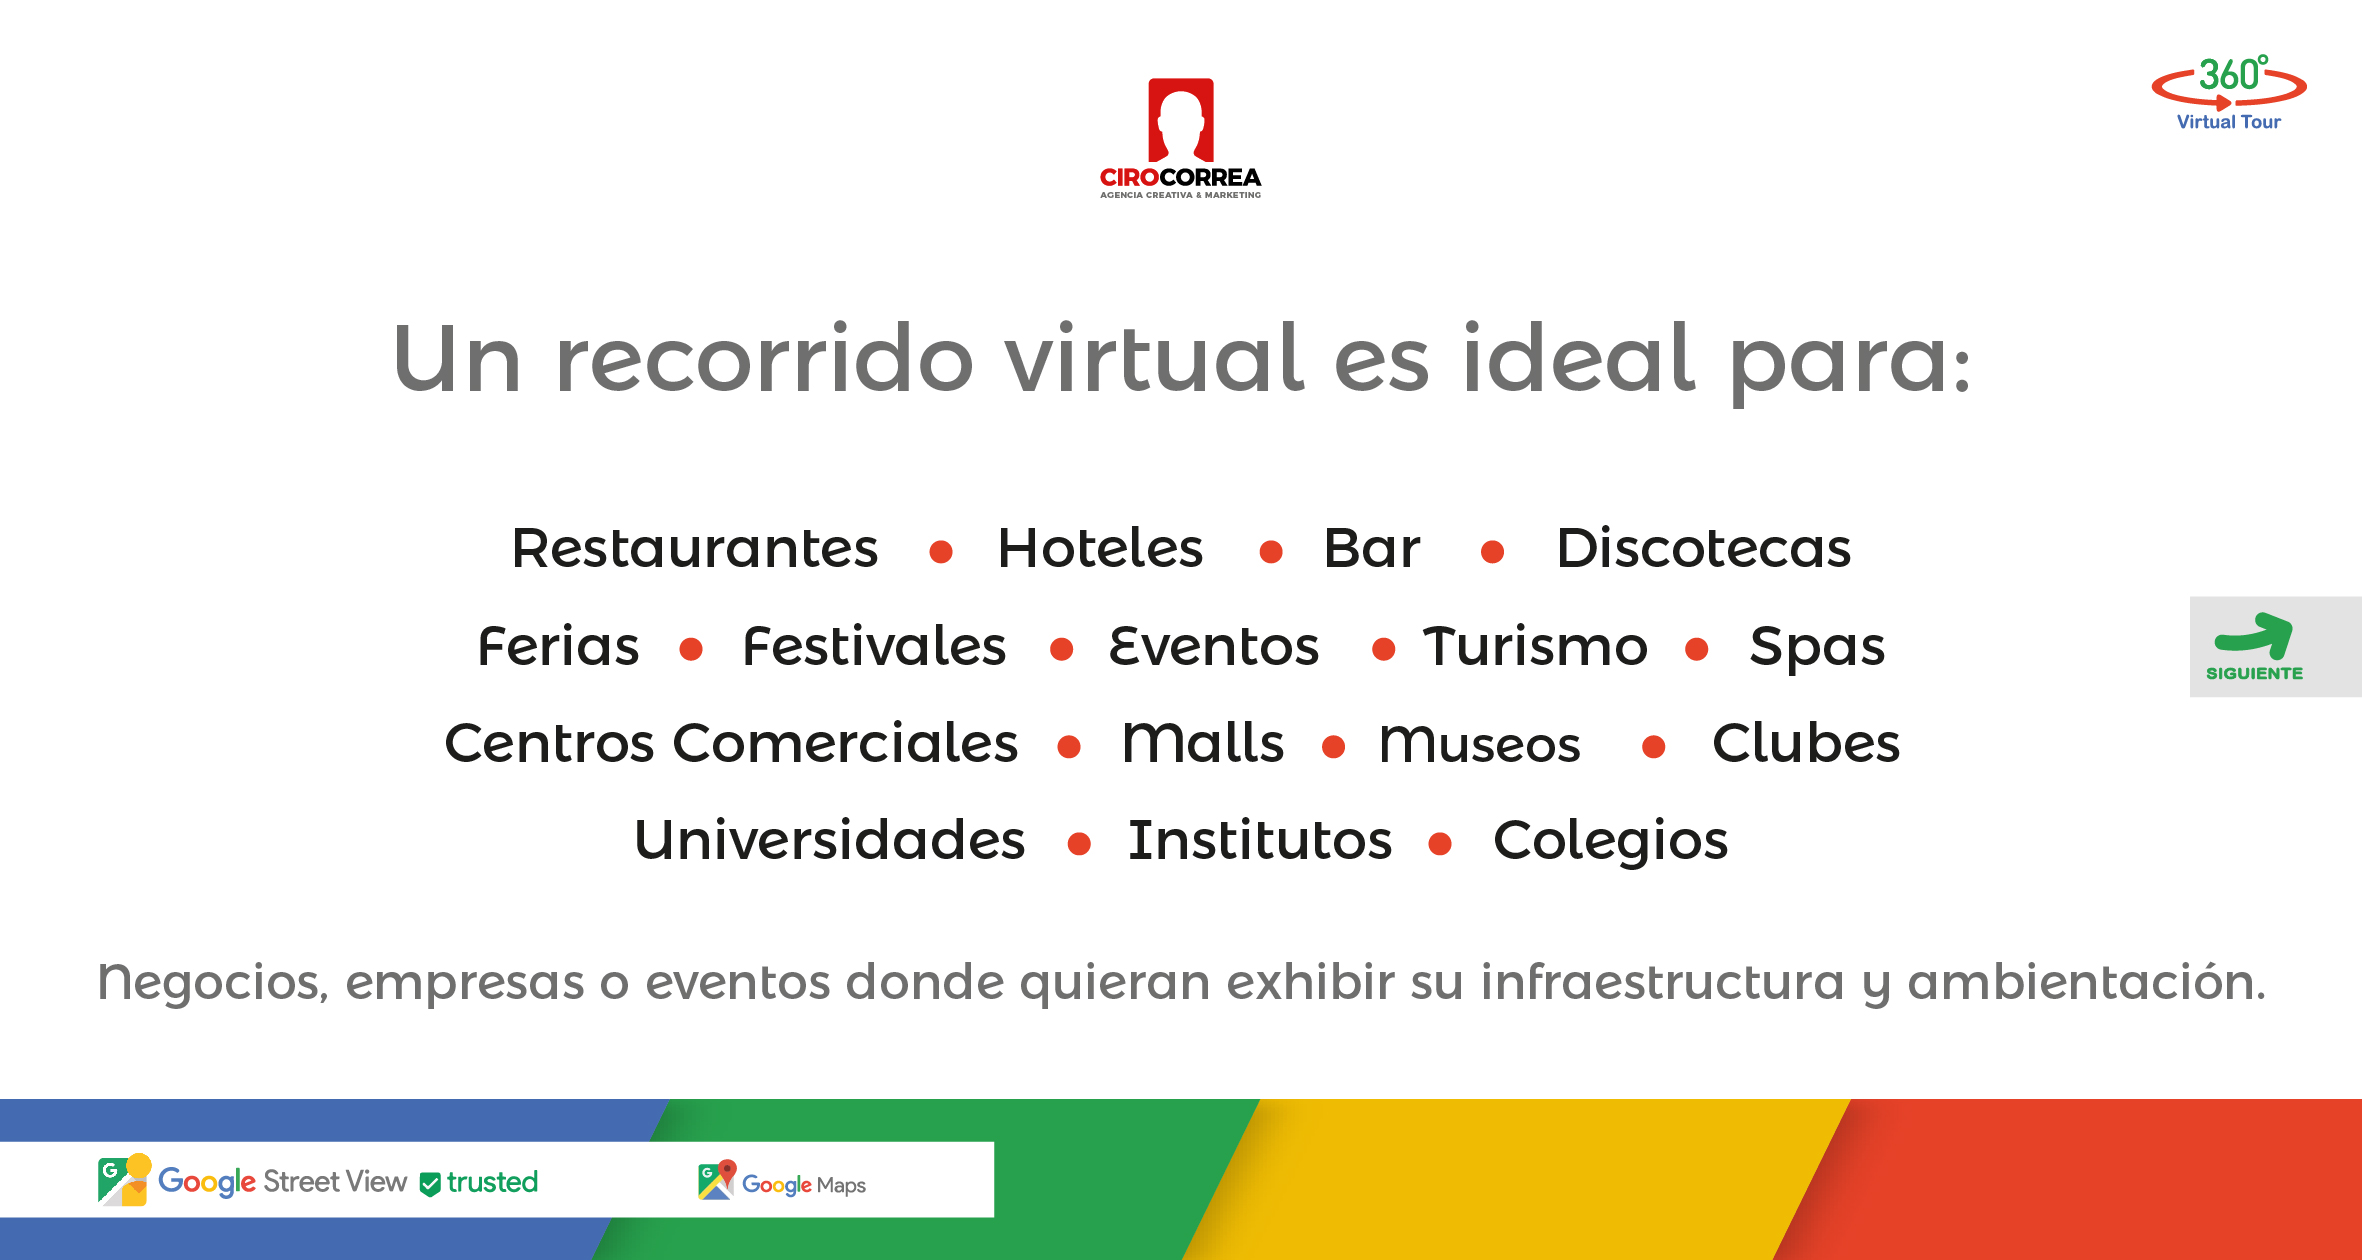 360°
Virtual Tour
CIROCORREA
AGENCIA CREATIVA & MARKETING
Un recorrido virtual es ideal para:
Restaurantes • Hoteles • Bar • Discotecas
Ferias • Festivales • Eventos • Turismo • Spas
SIGUIENTE
Centros Comerciales • Malls • Museos • Clubes
Universidades • Institutos • Colegios
Negocios, empresas o eventos donde quieran exhibir su infraestructura y ambientación.
G Google Street View trusted G Google Maps